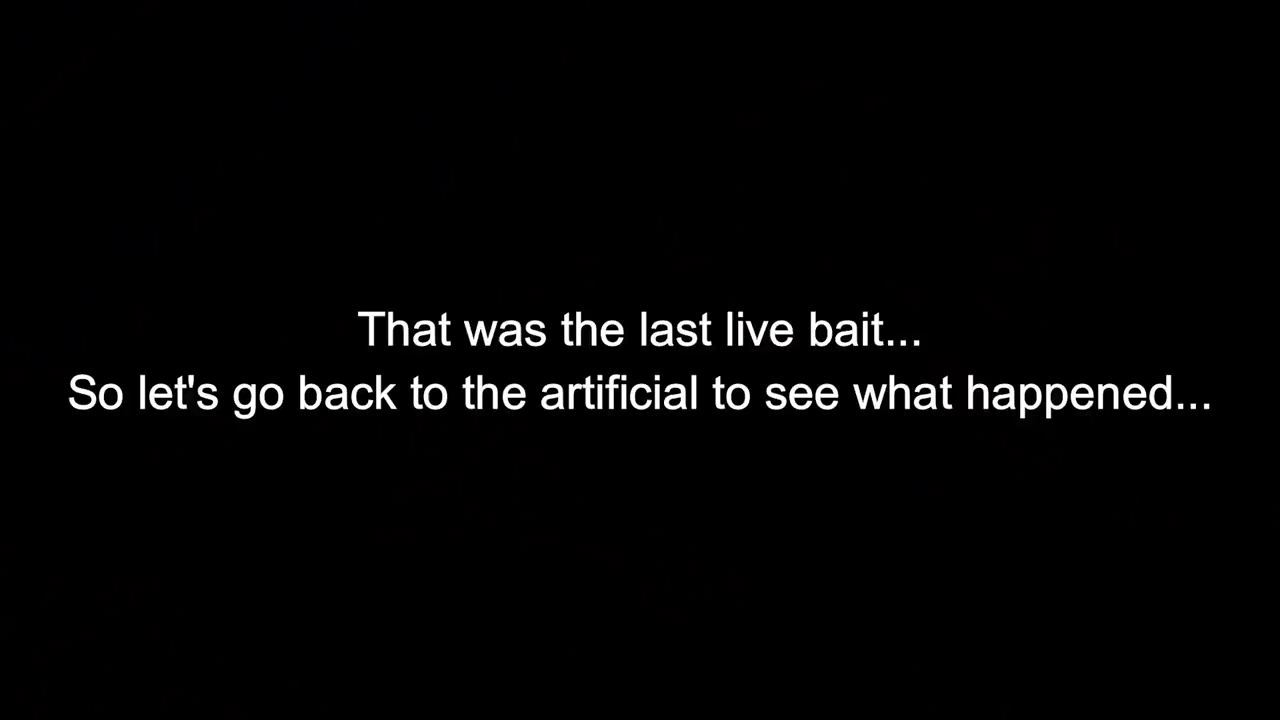 That was the last live bait...
So let's go back to the artificial to see what happened...